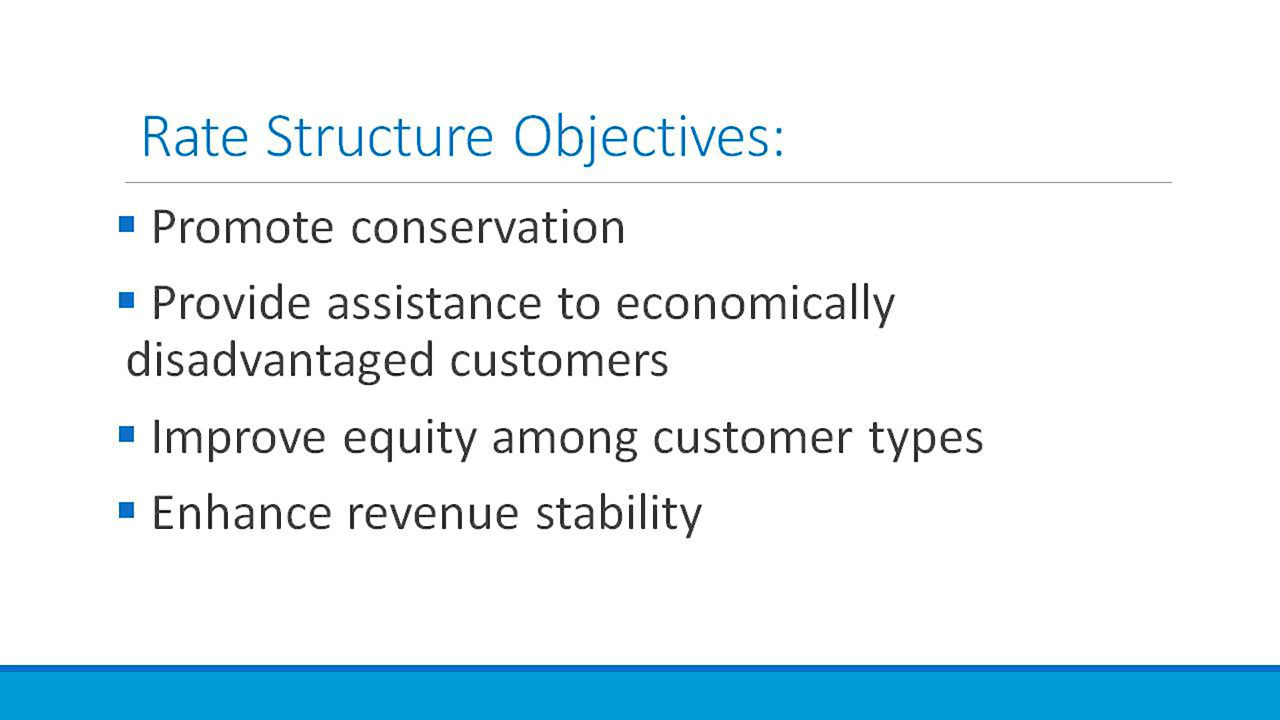 Rate Structure Objectives:
▪ Promote conservation
▪ Provide assistance to economically
disadvantaged customers
▪ Improve equity among customer types
▪ Enhance revenue stability